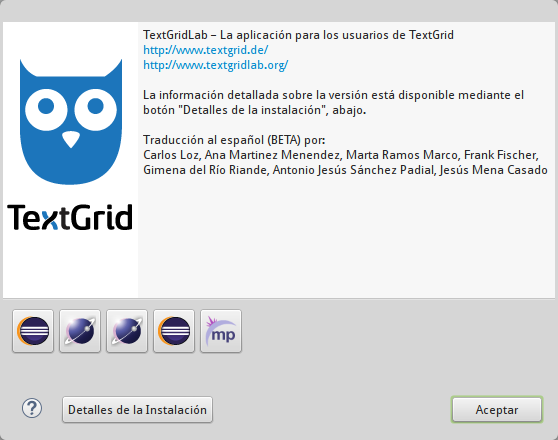 TextGridLab – La aplicación para los usuarios de TextGrid
http://www.textgrid.de/
http://www.textgridlab.org/
La información detallada sobre la versión está disponible mediante el
botón "Detalles de la instalación", abajo.
Traducción al español (BETA) por:
Carlos Loz, Ana Martinez Menendez, Marta Ramos Marco, Frank Fischer,
Gimena del Río Riande, Antonio Jesús Sánchez Padial, Jesús Mena Casado
TextGrid
mp
?
Detalles de la Instalación
Aceptar